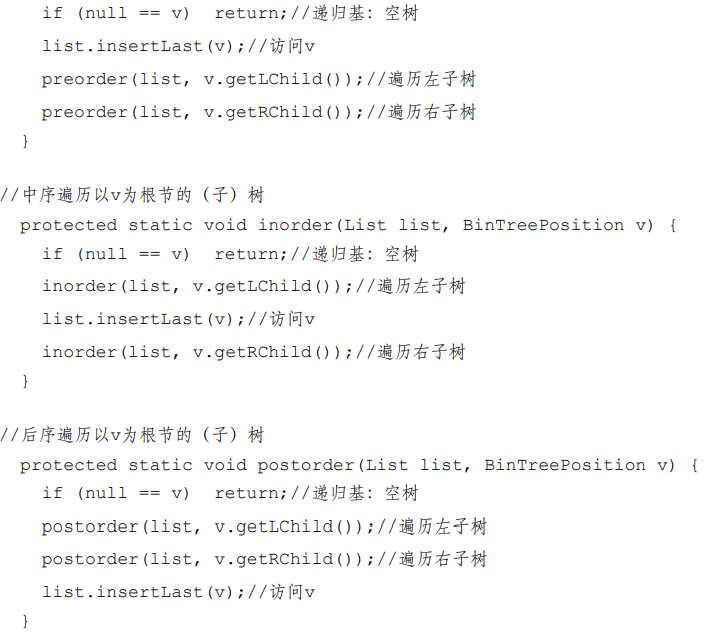 if (null == v)  return;//递归基：空树
list.insertLast(v);//访问v
preorder(list, v.getLChild());//遍历左子树
preorder(list, v.getRChild());//遍历右子树
}
//中序遍历以v为根节的（子）树
protected static void inorder(List list, BinTreePosition v) {
if (null == v)  return;//递归基：空树
inorder(list, v.getLChild());//遍历左子树
list.insertLast(v);//访问v
inorder(list, v.getRChild());//遍历右子树
}
//后序遍历以v为根节的（子）树
protected static void postorder(List list, BinTreePosition v) {
if (null == v)  return;//递归基：空树
postorder(list, v.getLChild());//遍历左子树
postorder(list, v.getRChild());//遍历右子树
list.insertLast(v);//访问v
}